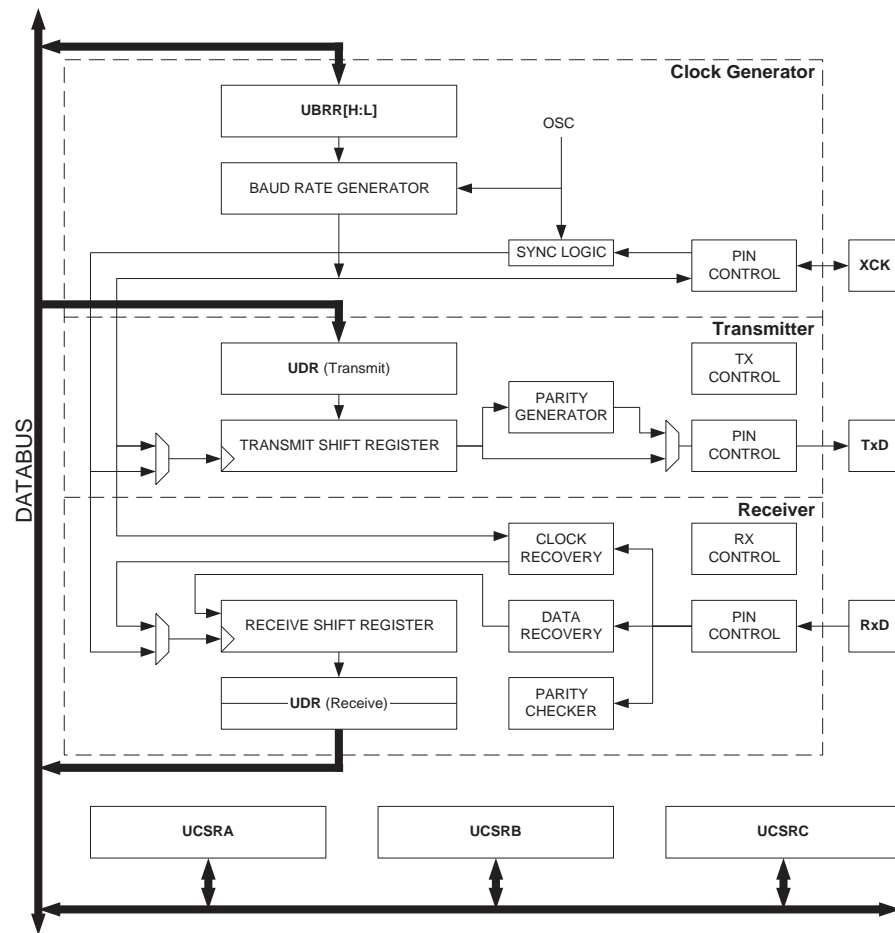 Clock Generator
UBRR[H:L]
OSC
BAUD RATE GENERATOR
SYNC LOGIC
PIN
CONTROL
XCK
Transmitter
UDR (Transmit)
TX
CONTROL
PARITY
GENERATOR
TRANSMIT SHIFT REGISTER
PIN
CONTROL
TxD
DATABUS
Receiver
CLOCK
RECOVERY
RX
CONTROL
RECEIVE SHIFT REGISTER
DATA
RECOVERY
PIN
CONTROL
RxD
UDR (Receive)
PARITY
CHECKER
UCSRA
UCSRB
UCSRC